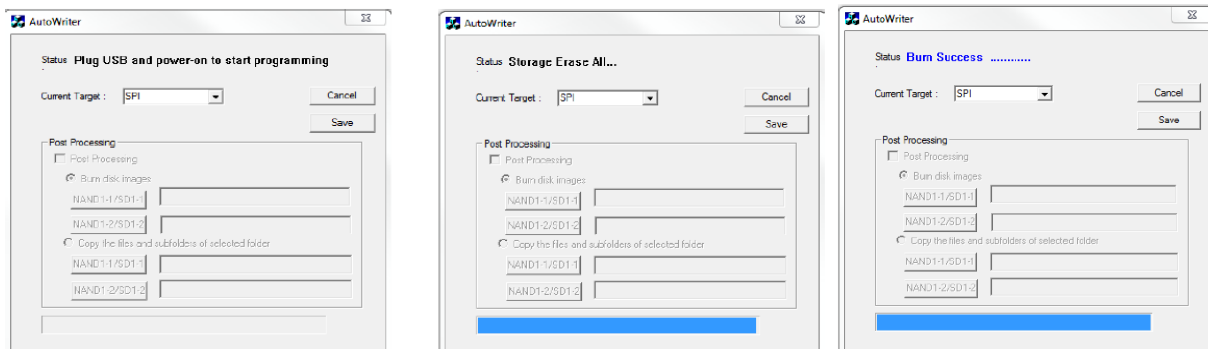 AutoWriter
Status Plug USB and power-on to start programming
Current Target : SPI
Cancel
Save
Post Processing
Post Processing
Burn disk images
NAND1-1/SD1-1
NAND1-2/SD1-2
Copy the files and subfolders of selected folder
NAND1-1/SD1-1
NAND1-2/SD1-2
AutoWriter
Status Storage Erase All...
Current Target : SPI
Cancel
Save
Post Processing
Post Processing
Burn disk images
NAND1-1/SD1-1
NAND1-2/SD1-2
Copy the files and subfolders of selected folder
NAND1-1/SD1-1
NAND1-2/SD1-2
AutoWriter
Status Burn Success ............
Current Target : SPI
Cancel
Save
Post Processing
Post Processing
Burn disk images
NAND1-1/SD1-1
NAND1-2/SD1-2
Copy the files and subfolders of selected folder
NAND1-1/SD1-1
NAND1-2/SD1-2